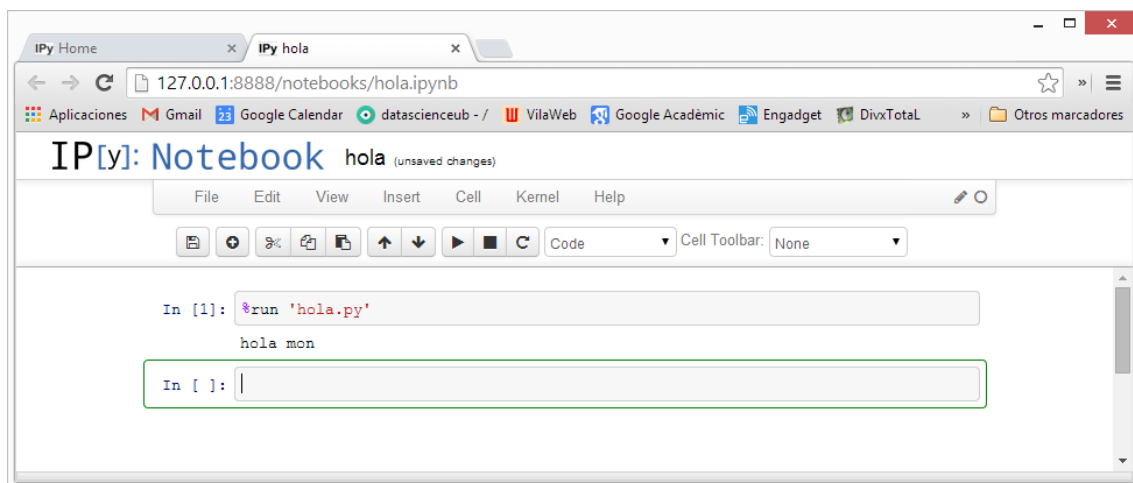 IPy Home IPy hola
127.0.0.1:8888/notebooks/hola.ipynb
Aplicaciones Gmail 23 Google Calendar datascienceub - / VilaWeb Google Acadèmic Engadget DivxTotaL » Otros marcadores
IP[y]: Notebook hola (unsaved changes)
File Edit View Insert Cell Kernel Help
Code Cell Toolbar: None
In [1]: %run 'hola.py'
hola mon
In [ ]: